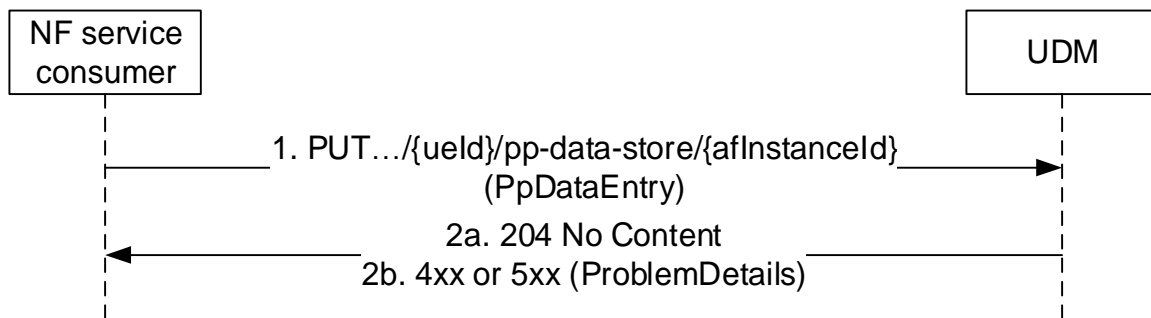 NF service
consumer
UDM
1. PUT…/{ueId}/pp-data-store/{afInstanceId}
(PpDataEntry)
2a. 204 No Content
2b. 4xx or 5xx (ProblemDetails)